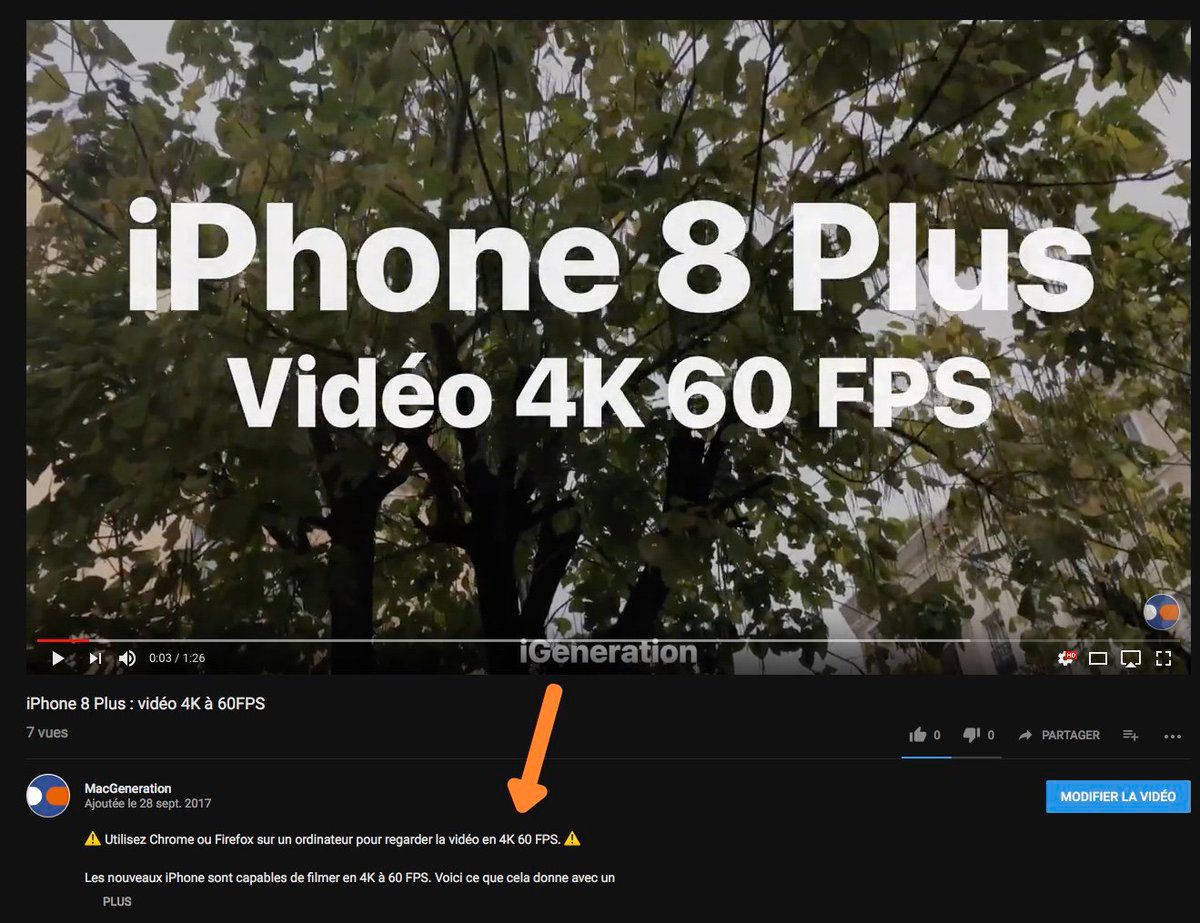 iPhone 8 Plus
Vidéo 4K 60 FPS
iGeneration
0:03 / 1:26
HD
iPhone 8 Plus : vidéo 4K à 60FPS
7 vues
0 0 PARTAGER
MacGeneration
Ajoutée le 28 sept. 2017
MODIFIER LA VIDÉO
⚠ Utilisez Chrome ou Firefox sur un ordinateur pour regarder la vidéo en 4K 60 FPS. ⚠
Les nouveaux iPhone sont capables de filmer en 4K à 60 FPS. Voici ce que cela donne avec un
PLUS